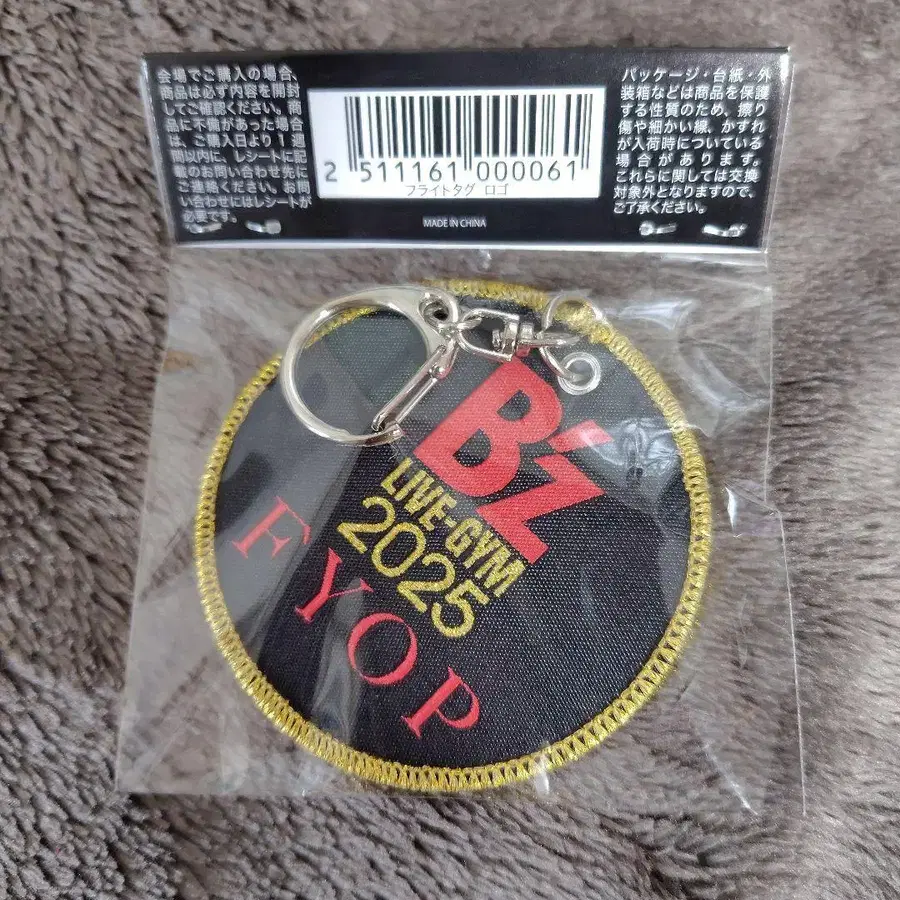 会場でご購入の場合、
商品は必ず内容を開封
してご確認ください。商
品に不備があった場合
は、ご購入日より1週
間以内に、レシートに記
載のお問い合わせ先に
ご連絡ください。お問
い合わせにはレシートが
必要です。
2 511161 000061
フライトタグ ロゴ
MADE IN CHINA
パッケージ・台紙・外
装箱などは商品を保護
する性質のため、擦り
傷や細かい線、かすれ
が入荷時についている
場合があります。
これらに関しては交換
対象外となりますので、
ご了承ください。
B'z
LIVE-GYM
2025
FYOP